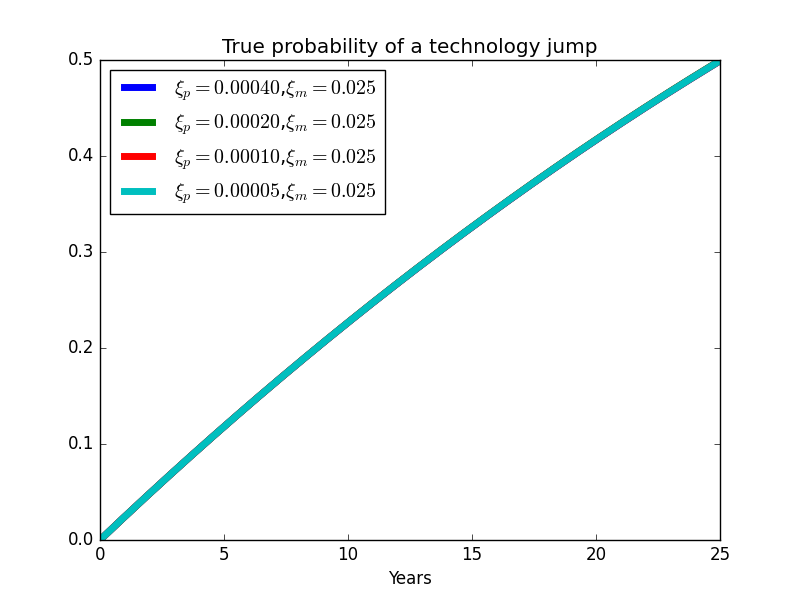 True probability of a technology jump
0.5
0.4
0.3
0.2
0.1
0.0
ξp = 0.00040,ξm = 0.025
ξp = 0.00020,ξm = 0.025
ξp = 0.00010,ξm = 0.025
ξp = 0.00005,ξm = 0.025
0 5 10 15 20 25
Years